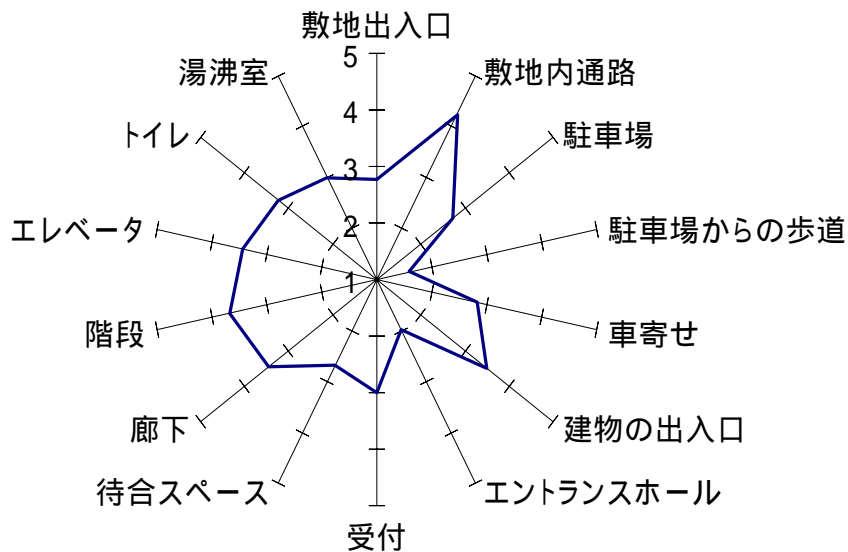 敷地出入口
敷地内通路
駐車場
駐車場からの歩道
車寄せ
建物の出入口
エントランスホール
受付
待合スペース
廊下
階段
エレベータ
トイレ
湯沸室
5
4
3
2
1